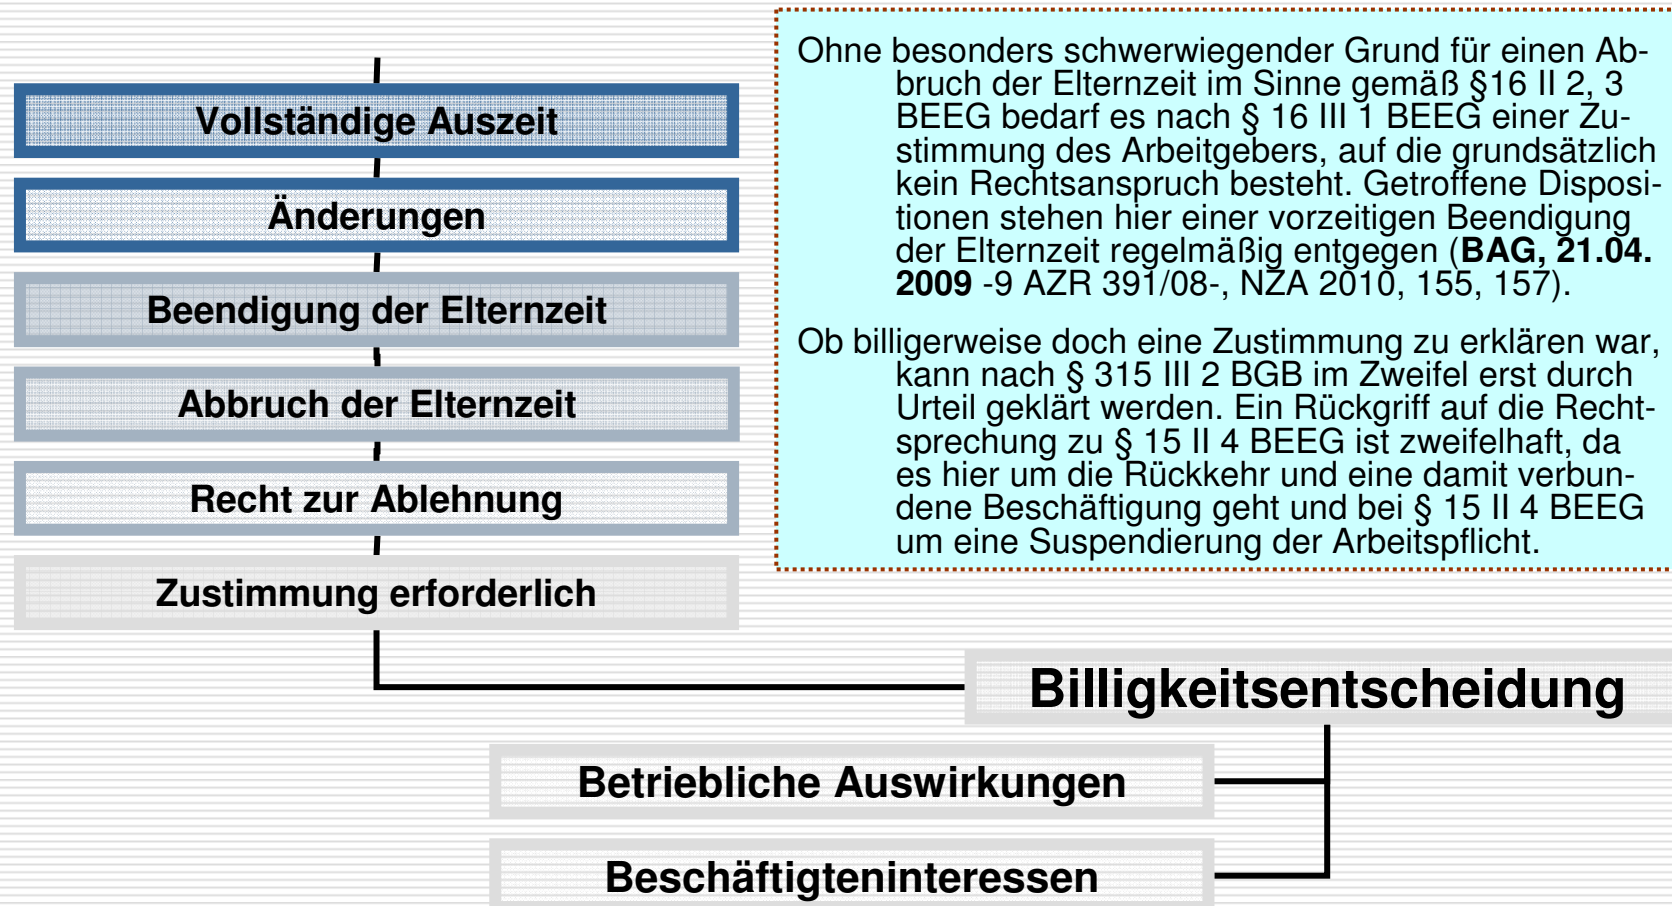 Vollständige Auszeit
Änderungen
Beendigung der Elternzeit
Abbruch der Elternzeit
Recht zur Ablehnung
Zustimmung erforderlich
Ohne besonders schwerwiegender Grund für einen Ab-
bruch der Elternzeit im Sinne gemäß §16 II 2, 3
BEEG bedarf es nach § 16 III 1 BEEG einer Zu-
stimmung des Arbeitgebers, auf die grundsätzlich
kein Rechtsanspruch besteht. Getroffene Disposi-
tionen stehen hier einer vorzeitigen Beendigung
der Elternzeit regelmäßig entgegen (BAG, 21.04.
2009 -9 AZR 391/08-, NZA 2010, 155, 157).
Ob billigerweise doch eine Zustimmung zu erklären war,
kann nach § 315 III 2 BGB im Zweifel erst durch
Urteil geklärt werden. Ein Rückgriff auf die Recht-
sprechung zu § 15 II 4 BEEG ist zweifelhaft, da
es hier um die Rückkehr und eine damit verbun-
dene Beschäftigung geht und bei § 15 II 4 BEEG
um eine Suspendierung der Arbeitspflicht.
Billigkeitsentscheidung
Betriebliche Auswirkungen
Beschäftigteninteressen